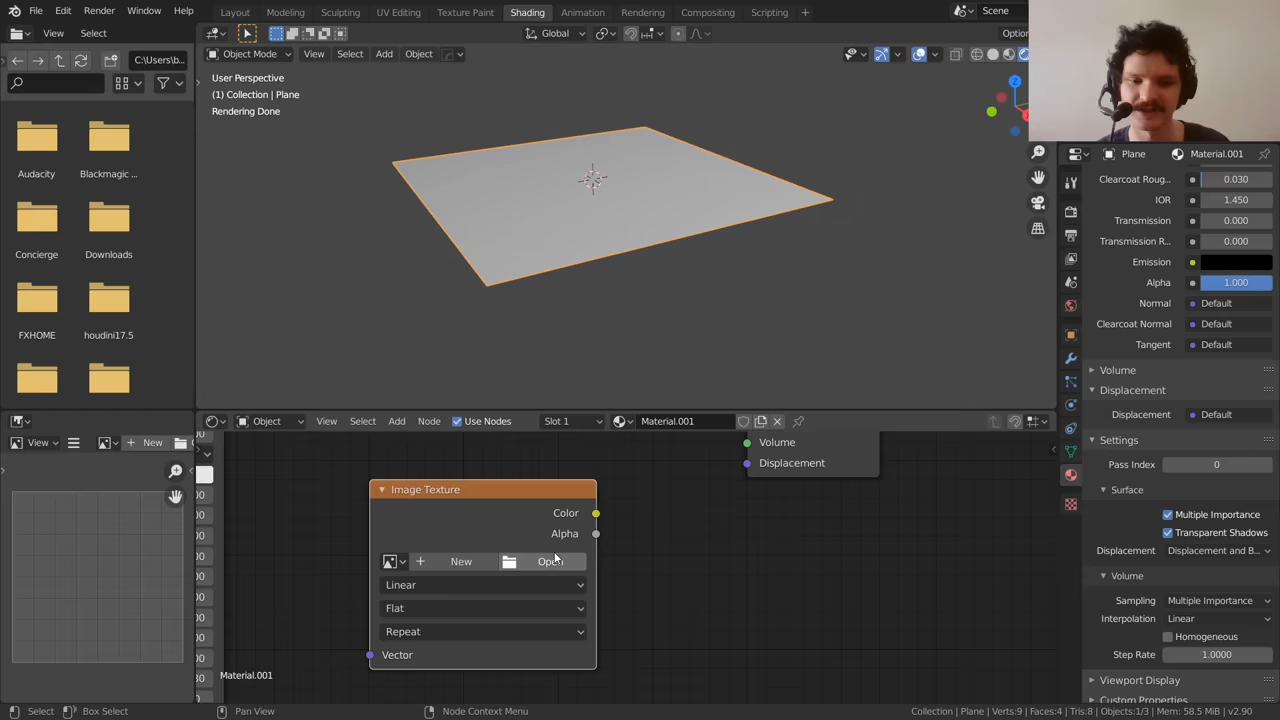 File Edit Render Window Help
Layout Modeling Sculpting UV Editing Texture Paint Shading Animation Rendering Compositing Scripting +
Scene
View Select
Global
Optio
C:\Users\b...
Object Mode View Select Add Object
User Perspective
(1) Collection | Plane
Rendering Done
Z
Audacity
Blackmagic ...
Concierge
Downloads
FXHOME
houdini17.5
Plane Material.001
Clearcoat Roug... 0.030
IOR 1.450
Transmission 0.000
Transmission R... 0.000
Emission
Alpha 1.000
Normal Default
Clearcoat Normal Default
Tangent Default
Volume
Displacement
Displacement Default
Settings
Pass Index 0
Surface
Multiple Importance
Transparent Shadows
Displacement Displacement and B...
Volume
Sampling Multiple Importance
Interpolation Linear
Homogeneous
Step Rate 1.0000
Viewport Display
Custom Properties
Object View Select Add Node Use Nodes Slot 1 Material.001
View + New
Volume
Displacement
Image Texture
Color
Alpha
+ New Open
Linear
Flat
Repeat
Vector
Material.001
Select Box Select Pan View Node Context Menu
Collection | Plane | Verts:9 | Faces:4 | Tris:8 | Objects:1/3 | Mem: 58.5 MiB | v2.90